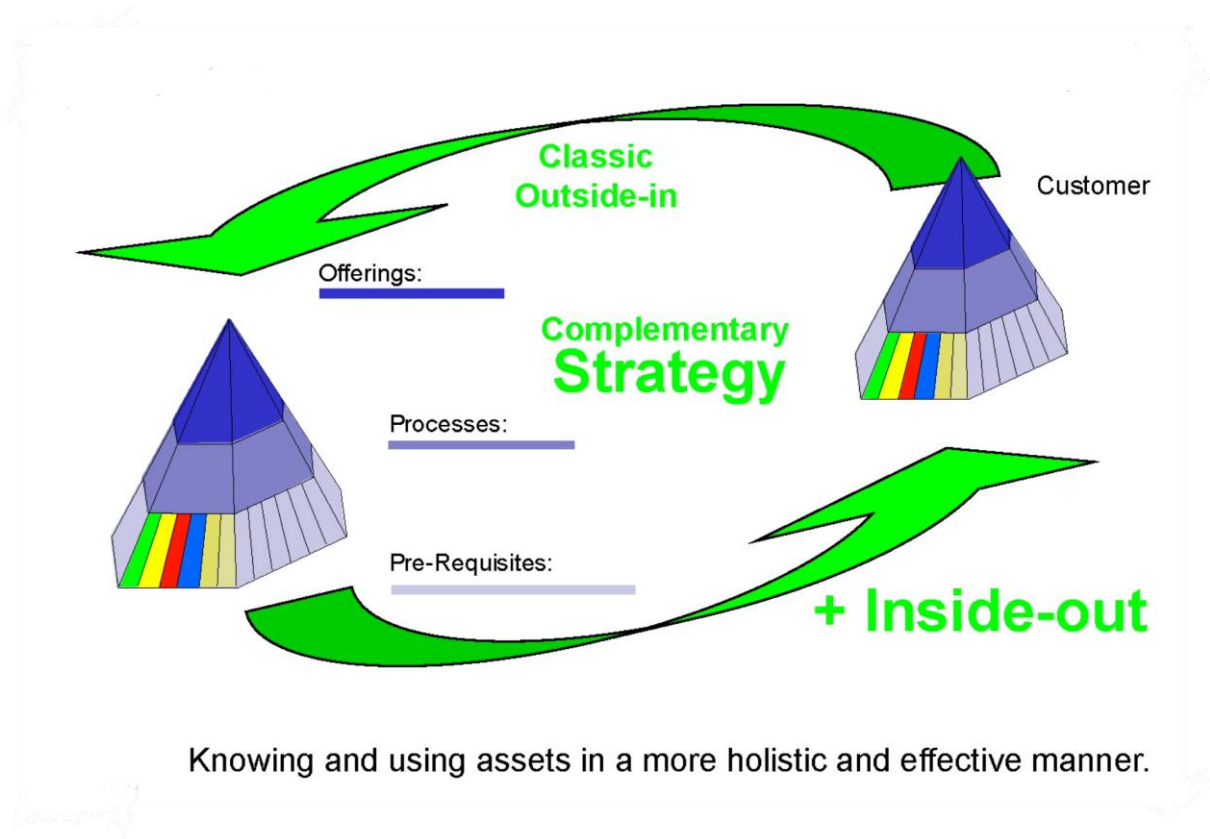 Classic
Outside-in
Customer
Offerings:
Complementary
Strategy
Processes:
Pre-Requisites:
+ Inside-out
Knowing and using assets in a more holistic and effective manner.